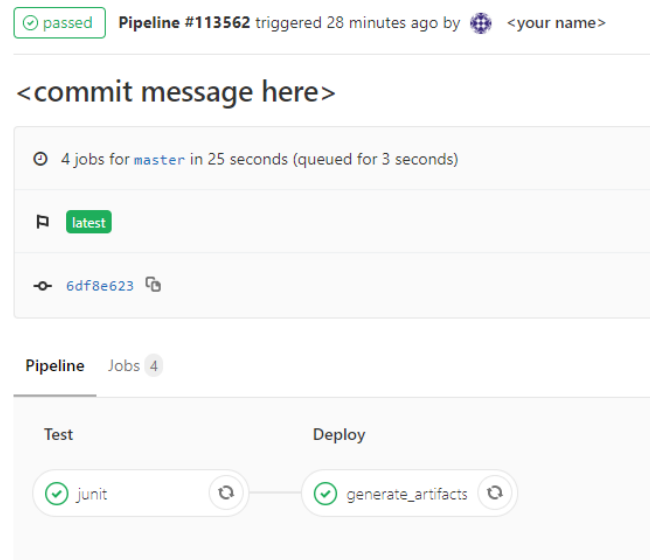 passed Pipeline #113562 triggered 28 minutes ago by <your name>
<commit message here>
4 jobs for master in 25 seconds (queued for 3 seconds)
latest
6df8e623
Pipeline Jobs 4
Test Deploy
junit generate_artifacts